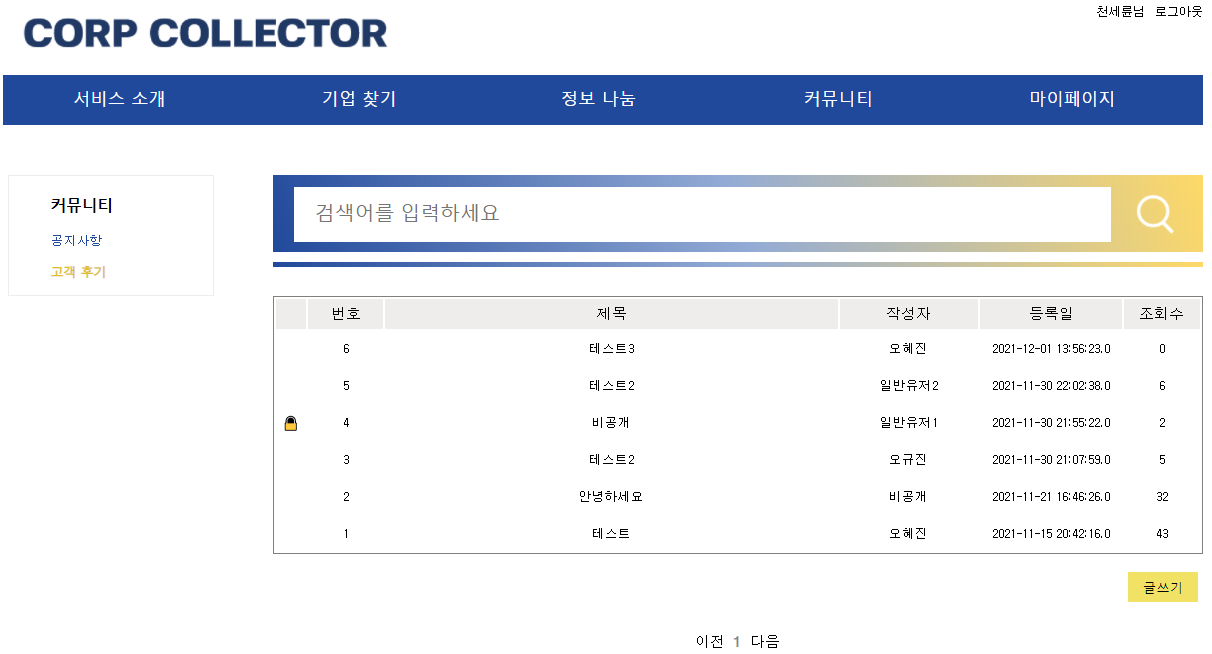 천세륜님 로그아웃
CORP COLLECTOR
서비스 소개 기업 찾기 정보 나눔 커뮤니티 마이페이지
커뮤니티
공지사항
고객 후기
검색어를 입력하세요
번호 제목 작성자 등록일 조회수
6 테스트3 오혜진 2021-12-01 13:56:23.0 0
5 테스트2 일반유저2 2021-11-30 22:02:38.0 6
4 비공개 일반유저1 2021-11-30 21:55:22.0 2
3 테스트2 오규진 2021-11-30 21:07:59.0 5
2 안녕하세요 비공개 2021-11-21 16:46:26.0 32
1 테스트 오혜진 2021-11-15 20:42:16.0 43
글쓰기
이전 1 다음